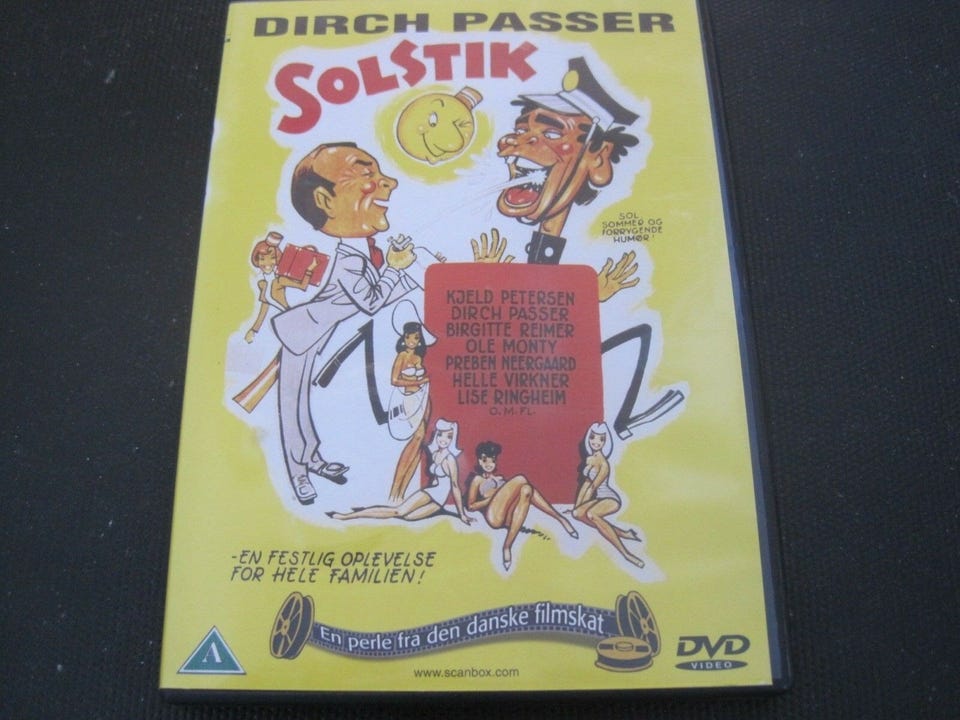 DIRCH PASSER
SOLSTIK
SOL,
SOMMER OG
FORRYGENDE
HUMØR!
KJELD PETERSEN
DIRCH PASSER
BIRGITTE REIMER
OLE MONTY
PREBEN NEERGAARD
HELLE VIRKNER
LISE RINGHEIM
O.M.FL.
-EN FESTLIG OPLEVELSE
FOR HELE FAMILIEN!
En perle fra den danske filmskat
A
www.scanbox.com
DVD
VIDEO